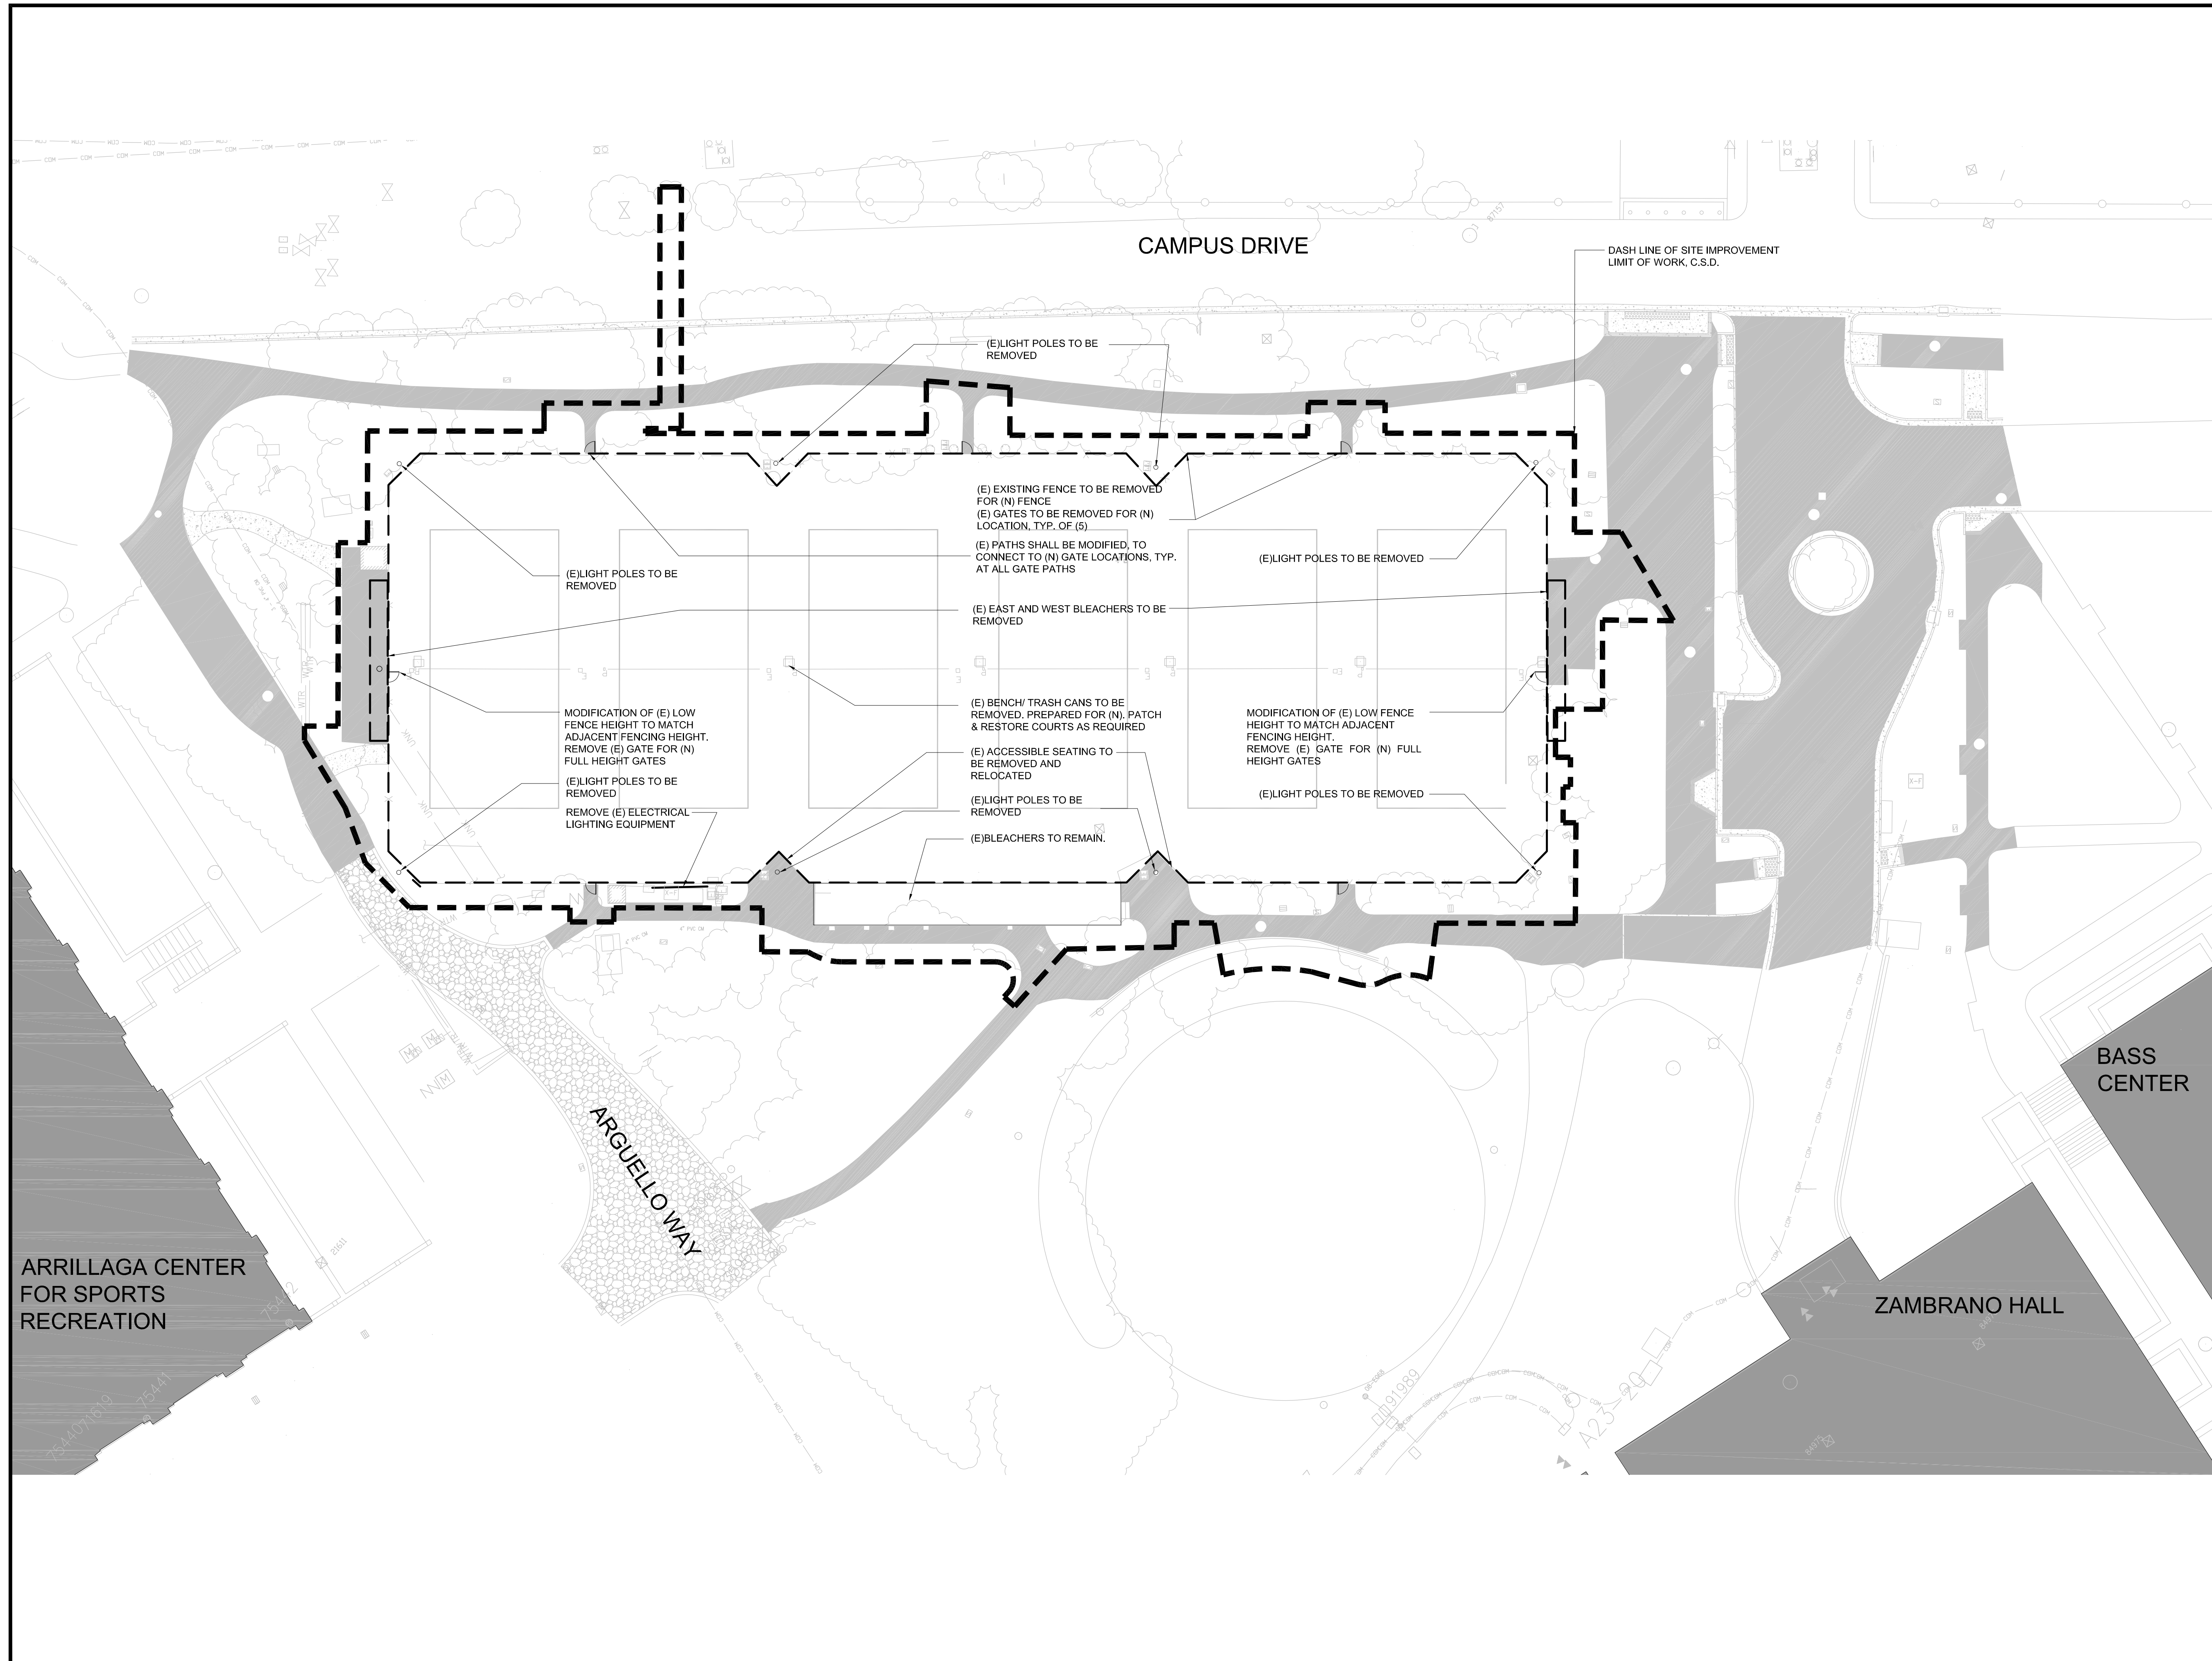 CAMPUS DRIVE
DASH LINE OF SITE IMPROVEMENT
LIMIT OF WORK, C.S.D.
87157
(E)LIGHT POLES TO BE
REMOVED
(E) EXISTING FENCE TO BE REMOVED
FOR (N) FENCE
(E) GATES TO BE REMOVED FOR (N)
LOCATION, TYP. OF (5)
(E) PATHS SHALL BE MODIFIED, TO
CONNECT TO (N) GATE LOCATIONS, TYP.
AT ALL GATE PATHS
(E)LIGHT POLES TO BE REMOVED
(E)LIGHT POLES TO BE
REMOVED
(E) EAST AND WEST BLEACHERS TO BE
REMOVED
MODIFICATION OF (E) LOW
FENCE HEIGHT TO MATCH
ADJACENT FENCING HEIGHT.
REMOVE (E) GATE FOR (N)
FULL HEIGHT GATES
(E) BENCH/ TRASH CANS TO BE
REMOVED, PREPARED FOR (N). PATCH
& RESTORE COURTS AS REQUIRED
MODIFICATION OF (E) LOW FENCE
HEIGHT TO MATCH ADJACENT
FENCING HEIGHT.
REMOVE (E) GATE FOR (N) FULL
HEIGHT GATES
(E) ACCESSIBLE SEATING TO
BE REMOVED AND
RELOCATED
(E)LIGHT POLES TO BE
REMOVED
(E)LIGHT POLES TO BE
REMOVED
(E)LIGHT POLES TO BE REMOVED
REMOVE (E) ELECTRICAL
LIGHTING EQUIPMENT
(E)BLEACHERS TO REMAIN.
BASS
CENTER
ARGUELLO WAY
ARRILLAGA CENTER
FOR SPORTS
RECREATION
21611
ZAMBRANO HALL
75441
91989
A23-20
84975